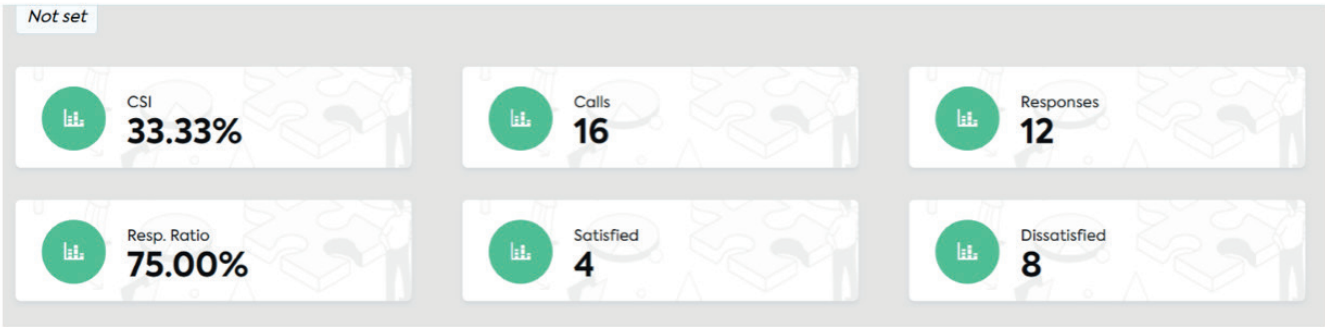 Not set
CSI
33.33%
Calls
16
Responses
12
Resp. Ratio
75.00%
Satisfied
4
Dissatisfied
8